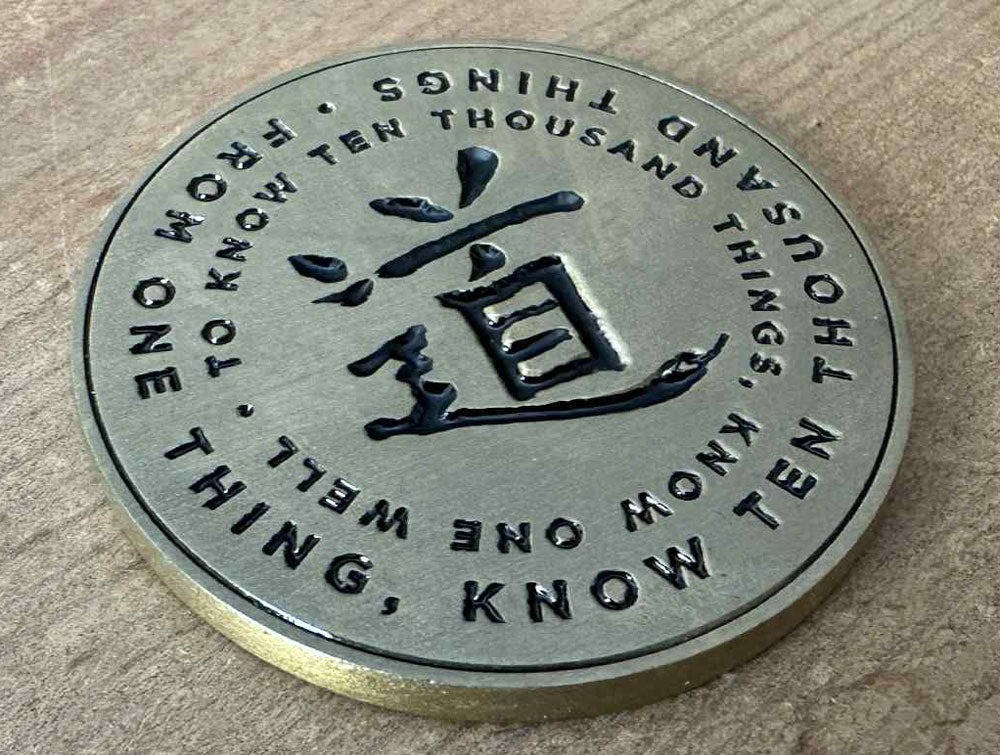 FROM ONE THING, KNOW TEN THOUSAND THINGS •
TO KNOW TEN THOUSAND THINGS, KNOW ONE WELL •
道